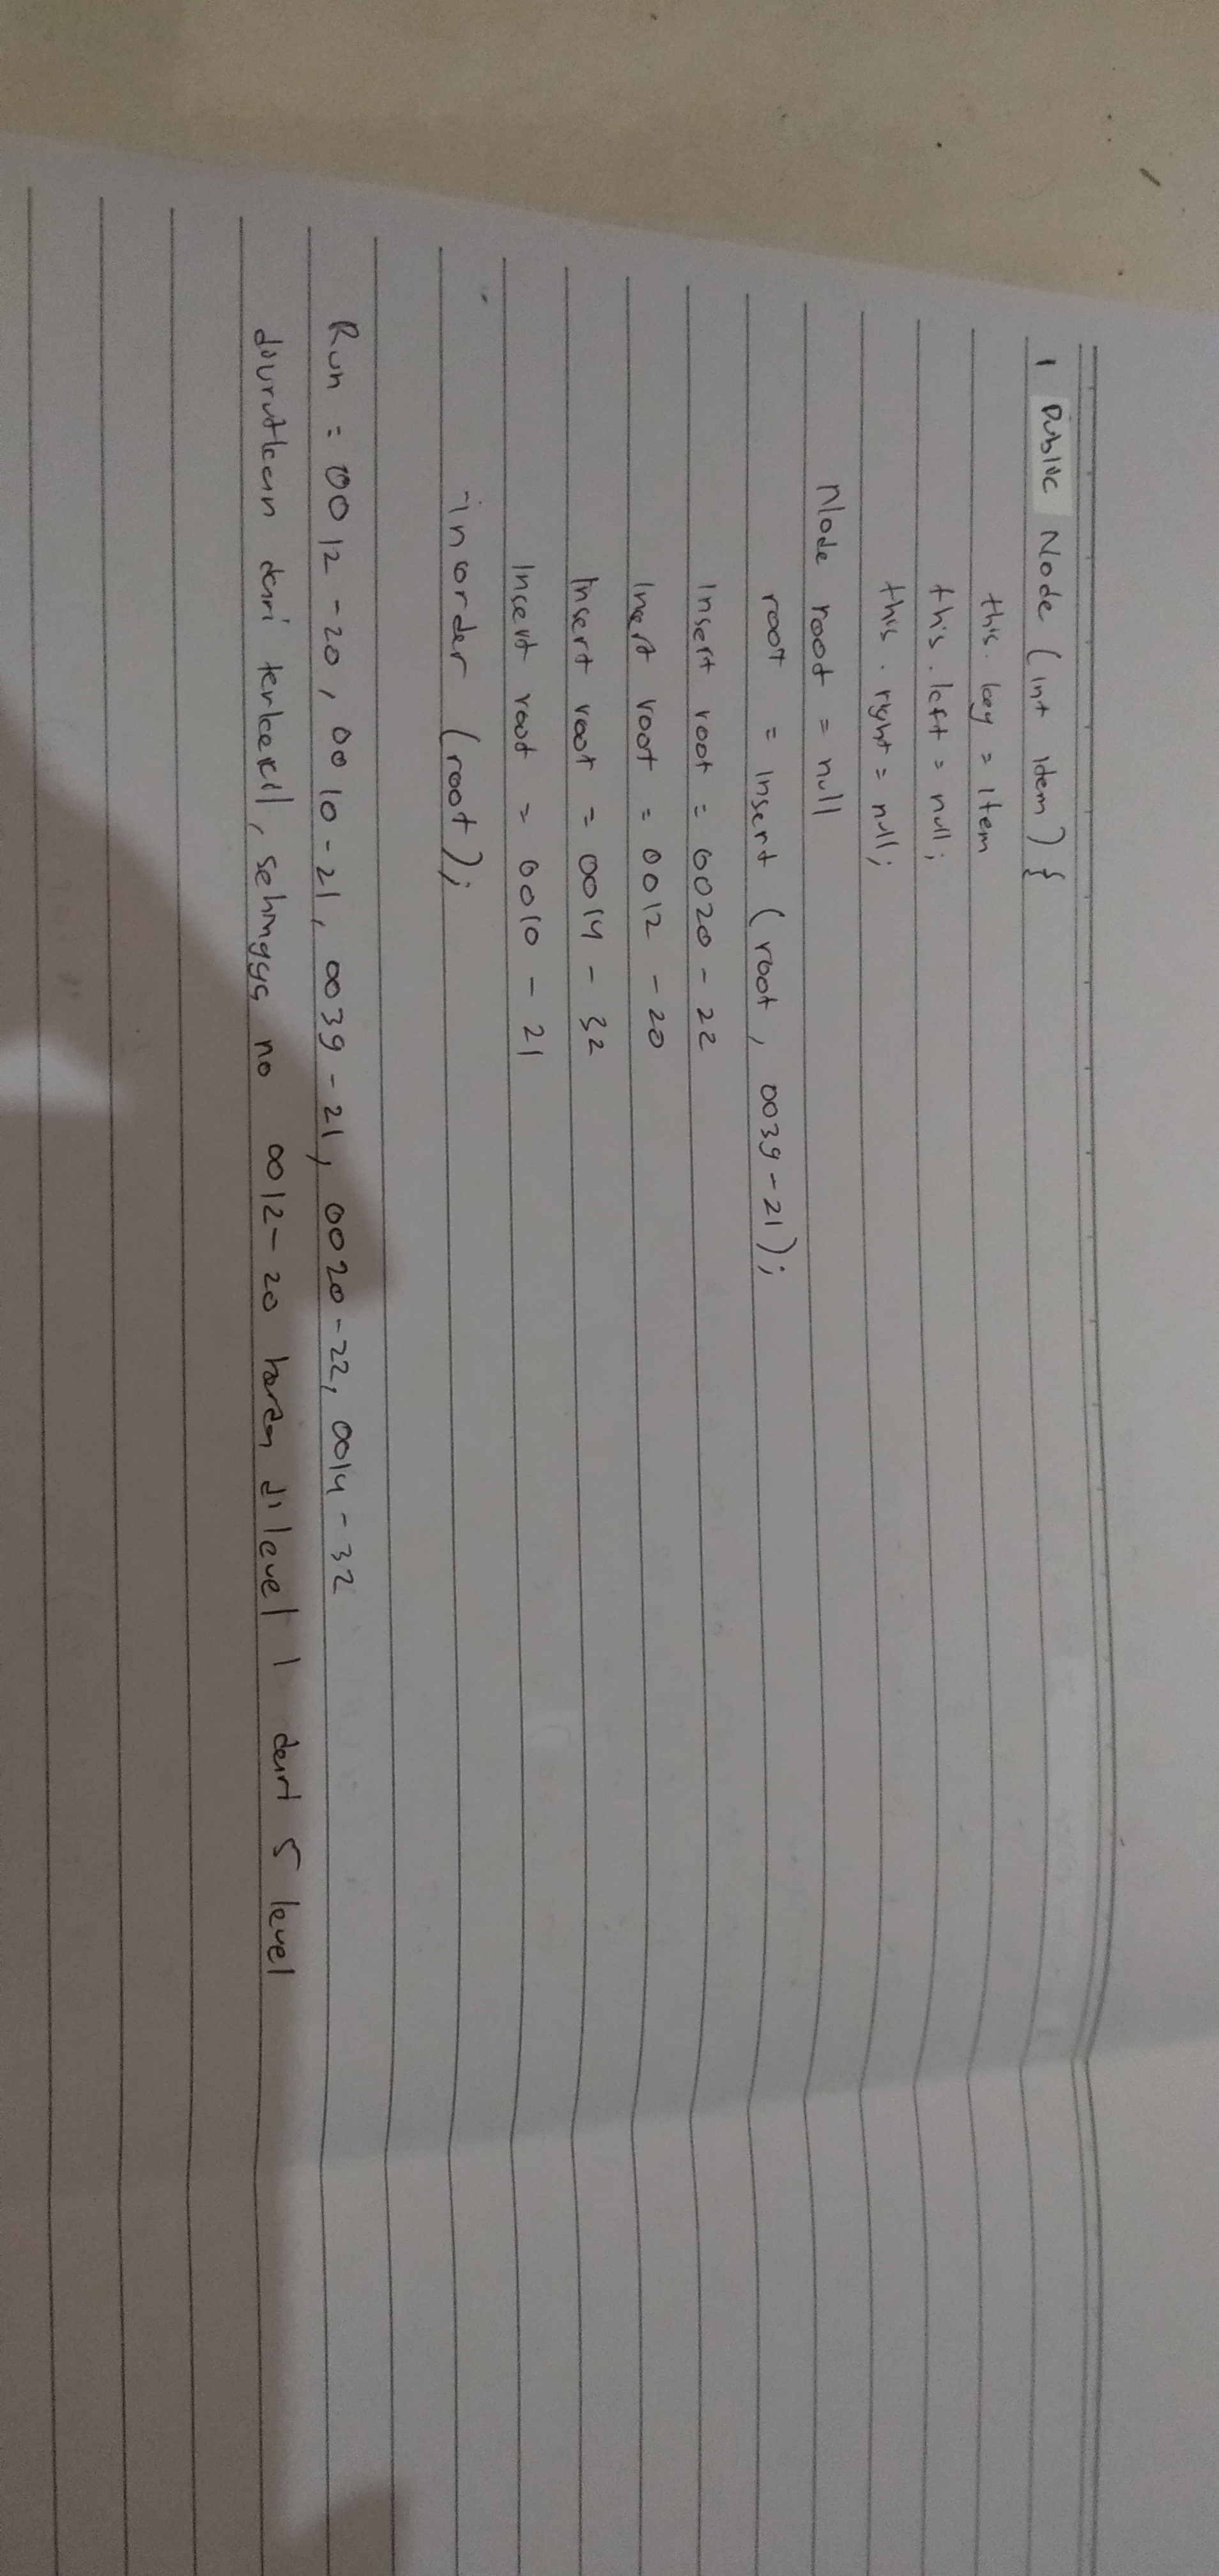 1 Public Node (int Idem) {
this. key = Item
this. left = null;
this. right = null;
Node root = null
root = Insert (root, 0039-21);
Insert root = 0020-22
Insert root = 0012-20
Insert root = 0014-32
Insert root = 0010-21
inorder (root);
Run = 0012-20, 0010-21, 0039-21, 0020-22, 0014-32
diurutkan dari terkecil, sehingga no 0012-20 berada di level 1 dari 5 level